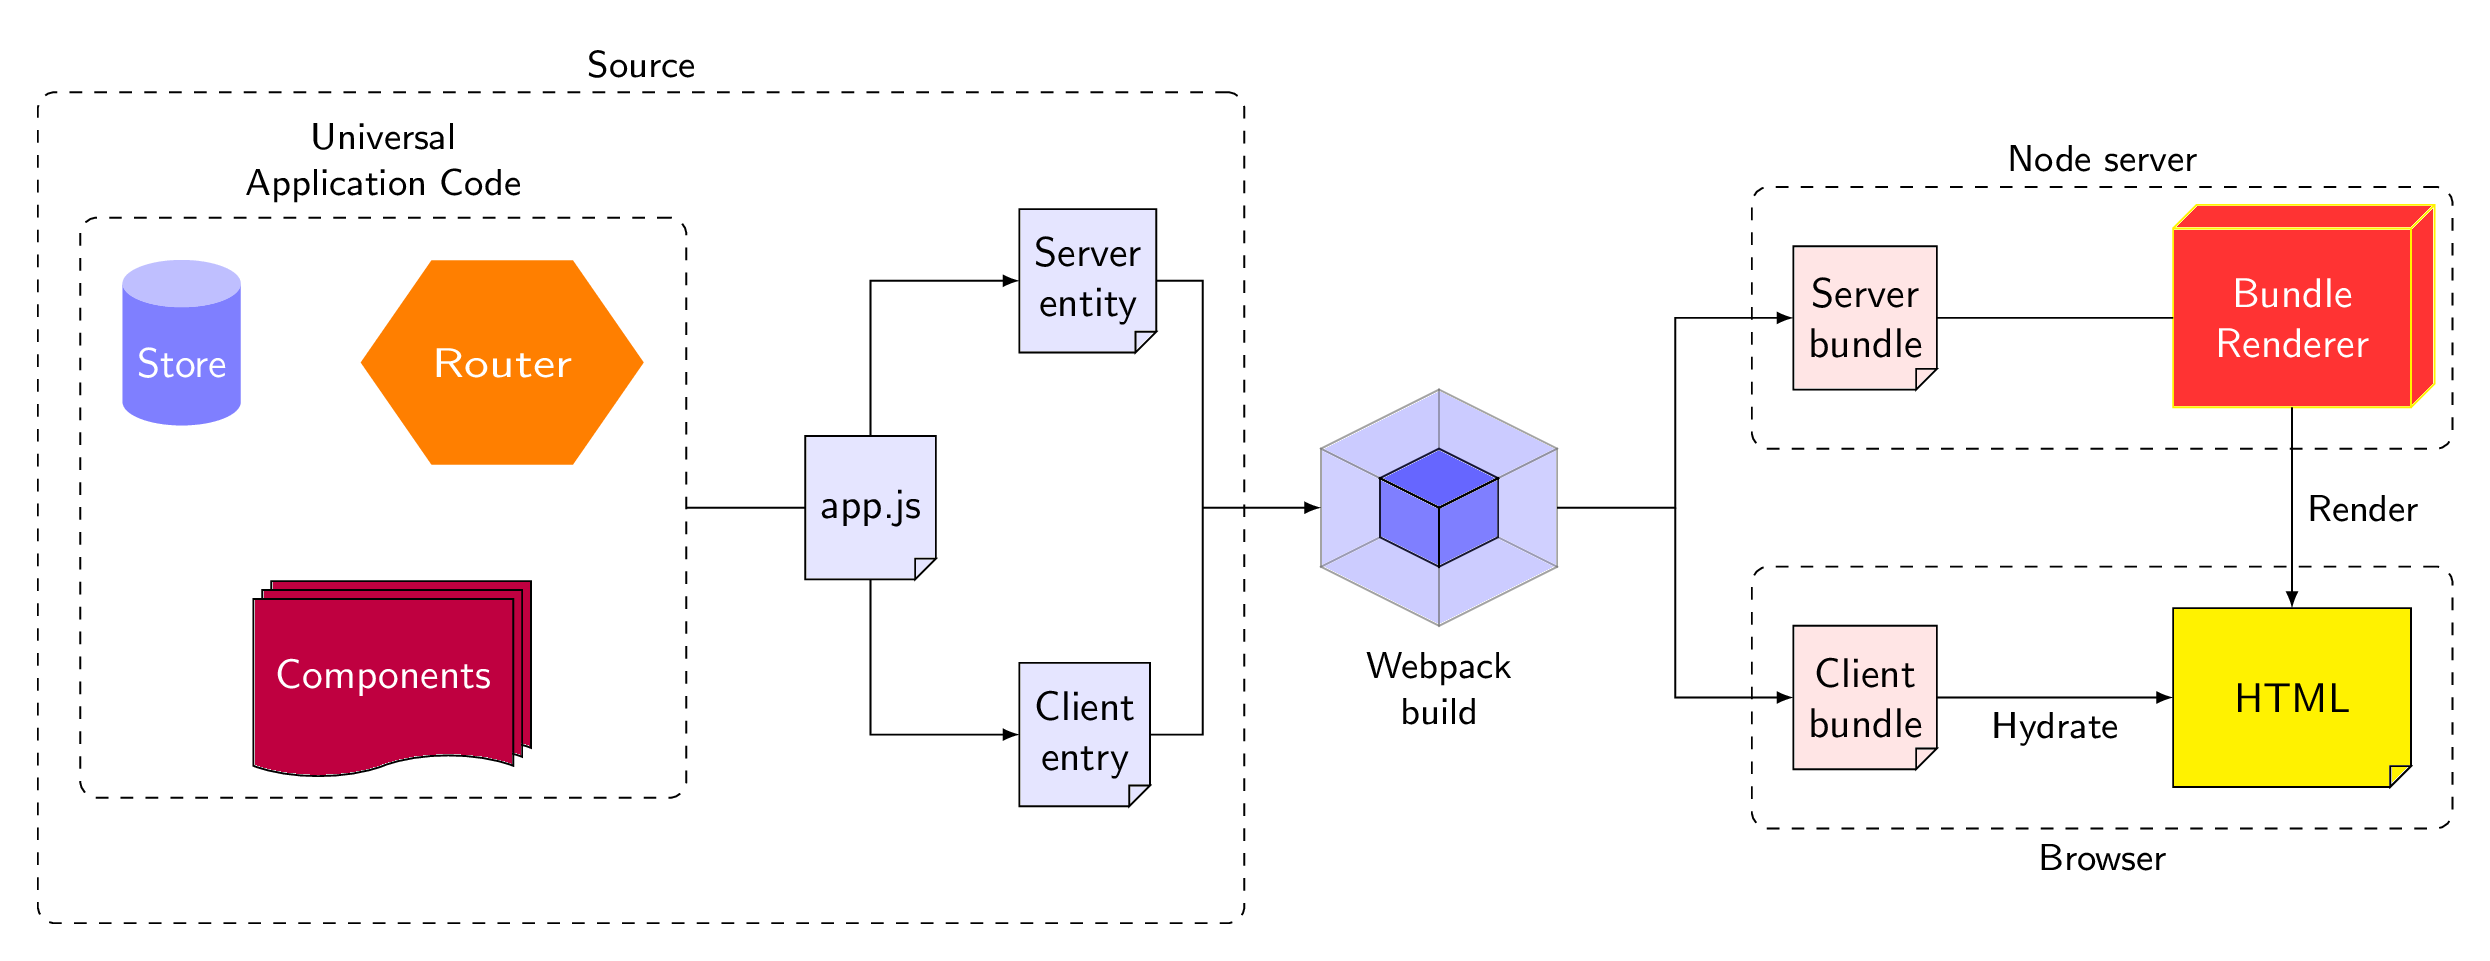 Source
Universal
Application Code
Store
Router
Components
app.js
Server
entity
Client
entry
Webpack
build
Node server
Server
bundle
Bundle
Renderer
Render
Client
bundle
Hydrate
HTML
Browser